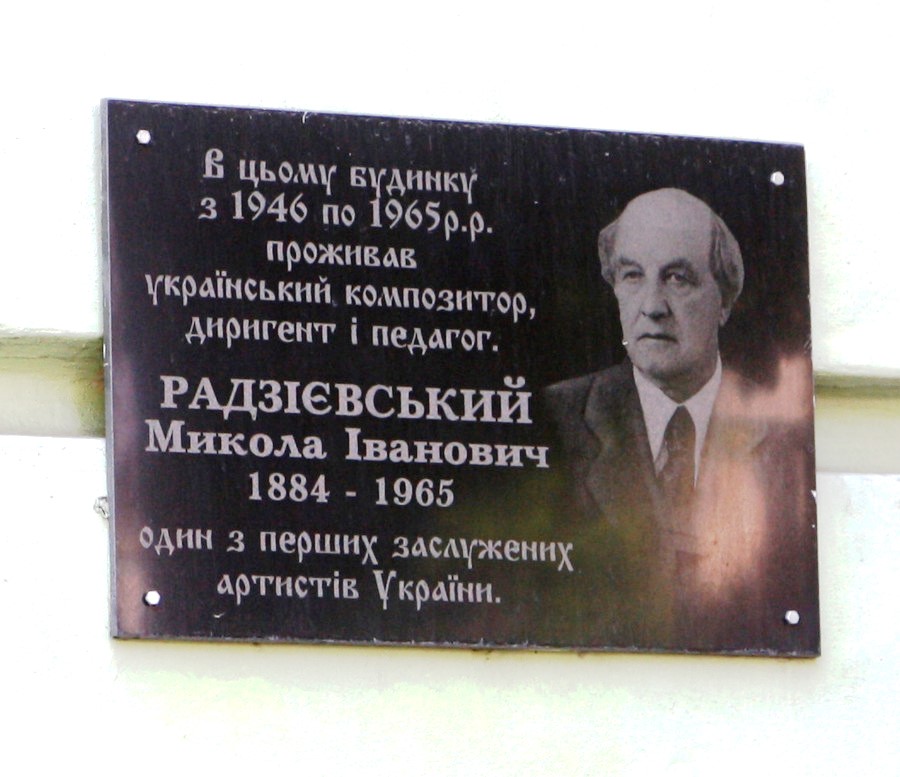 В цьому будинку
з 1946 по 1965р.р.
проживав
український композитор,
диригент і педагог.
РАДЗІЄВСЬКИЙ
Микола Іванович
1884 - 1965
один з перших заслужених
артистів України.